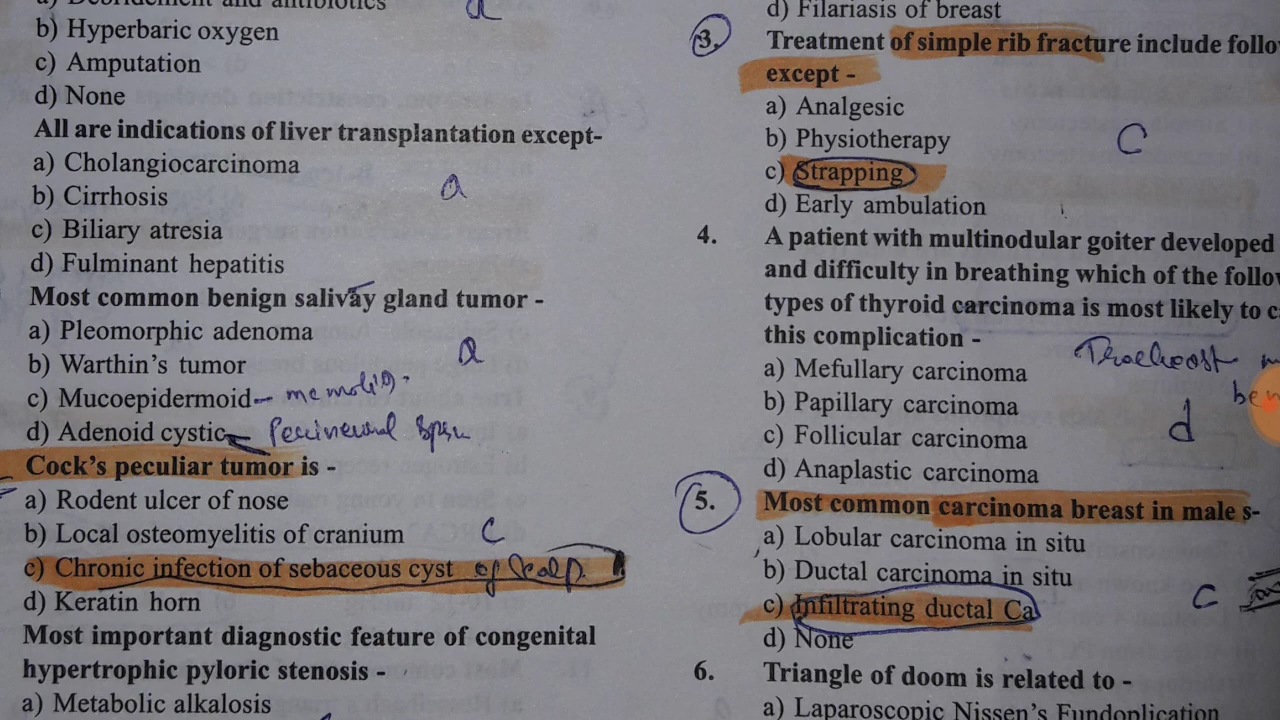 a) Debridement and antibiotics a
b) Hyperbaric oxygen
c) Amputation
d) None
All are indications of liver transplantation except-
a) Cholangiocarcinoma
b) Cirrhosis a
c) Biliary atresia
d) Fulminant hepatitis
Most common benign salivay gland tumor -
a) Pleomorphic adenoma
b) Warthin's tumor a
c) Mucoepidermoid
d) Adenoid cystic
Cock's peculiar tumor is -
a) Rodent ulcer of nose
b) Local osteomyelitis of cranium c
c) Chronic infection of sebaceous cyst of
d) Keratin horn
Most important diagnostic feature of congenital
hypertrophic pyloric stenosis -
a) Metabolic alkalosis
d) Filariasis of breast
3. Treatment of simple rib fracture include follo
except -
a) Analgesic
b) Physiotherapy C
c) Strapping
d) Early ambulation
4. A patient with multinodular goiter developed
and difficulty in breathing which of the follow
types of thyroid carcinoma is most likely to c
this complication -
a) Mefullary carcinoma
b) Papillary carcinoma
c) Follicular carcinoma d
d) Anaplastic carcinoma
5. Most common carcinoma breast in male s-
a) Lobular carcinoma in situ
b) Ductal carcinoma in situ
c) Infiltrating ductal Ca c
d) None
6. Triangle of doom is related to -
a) Laparoscopic Nissen's Fundoplication